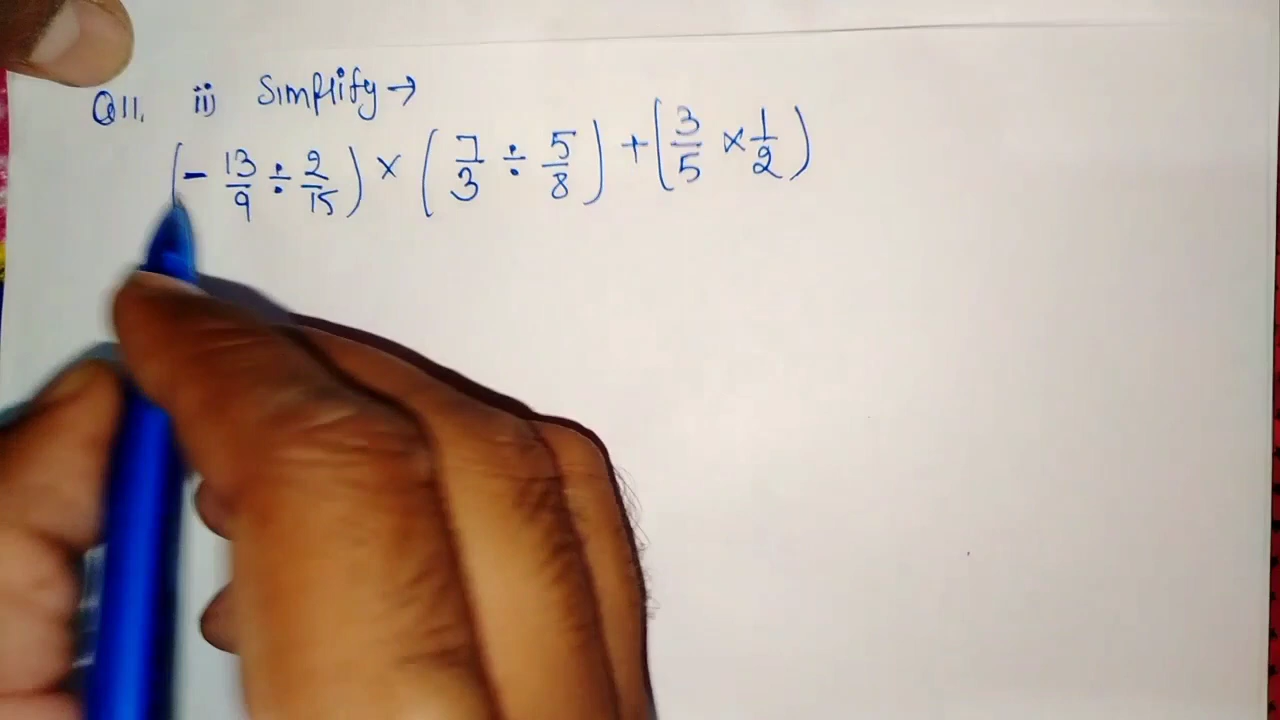 Q11. ii) Simplify →
(- 13/9 ÷ 2/15) × (7/3 ÷ 5/8) + (3/5 × 1/2)